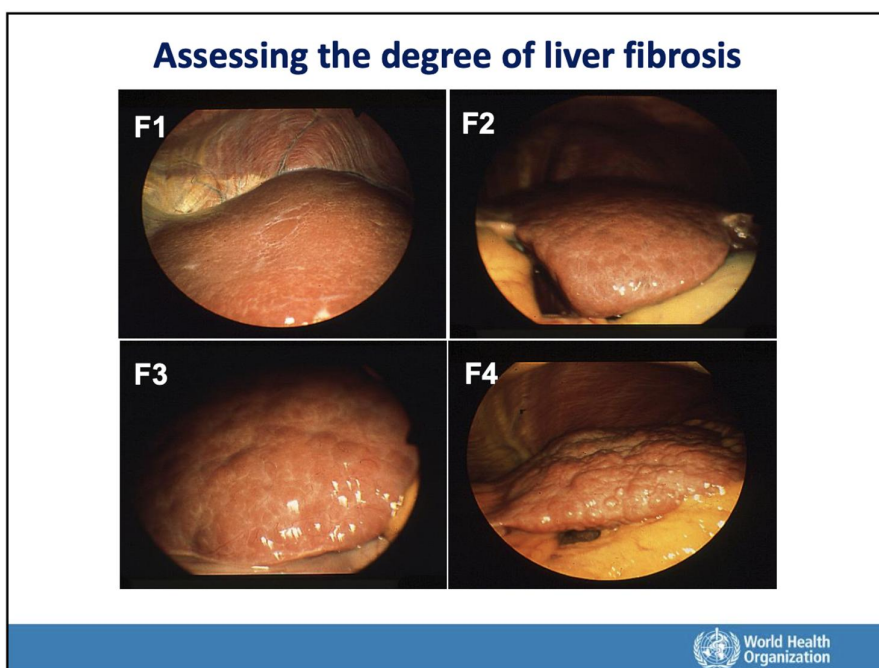 Assessing the degree of liver fibrosis
F1
F2
F3
F4
World Health
Organization